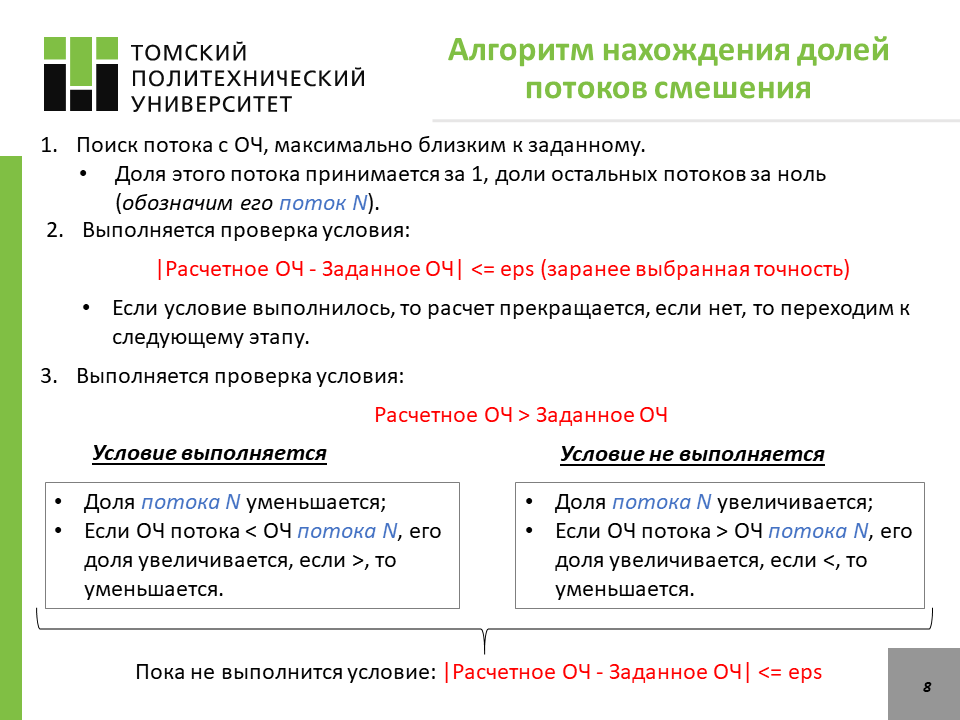 ТОМСКИЙ
ПОЛИТЕХНИЧЕСКИЙ
УНИВЕРСИТЕТ
Алгоритм нахождения долей
потоков смешения
1. Поиск потока с ОЧ, максимально близким к заданному.
• Доля этого потока принимается за 1, доли остальных потоков за ноль
(обозначим его поток N).
2. Выполняется проверка условия:
|Расчетное ОЧ - Заданное ОЧ| <= eps (заранее выбранная точность)
• Если условие выполнилось, то расчет прекращается, если нет, то переходим к
следующему этапу.
3. Выполняется проверка условия:
Расчетное ОЧ > Заданное ОЧ
Условие выполняется
• Доля потока N уменьшается;
• Если ОЧ потока < ОЧ потока N, его
доля увеличивается, если >, то
уменьшается.
Условие не выполняется
• Доля потока N увеличивается;
• Если ОЧ потока > ОЧ потока N, его
доля увеличивается, если <, то
уменьшается.
Пока не выполнится условие: |Расчетное ОЧ - Заданное ОЧ| <= eps
8